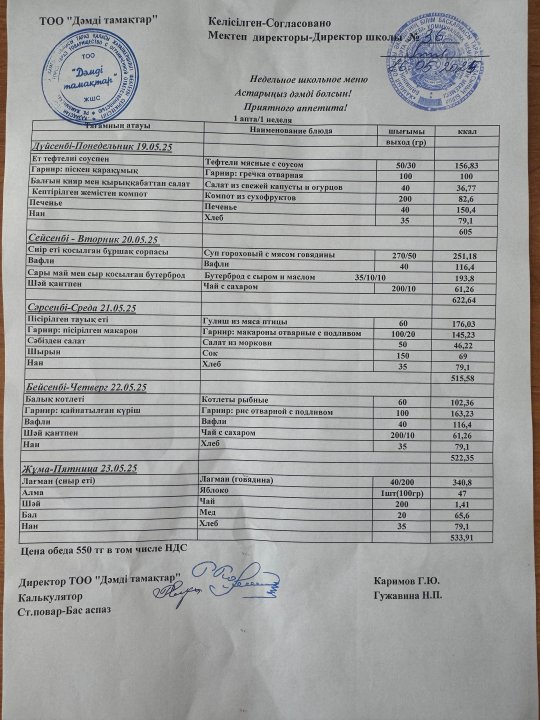 ТОО "Дәмді тамақтар" Келісілген-Согласовано
Мектеп директоры-Директор школы № 36
"Дәмді тамақтар"
ТОО
ЖШС
Недельное школьное меню
Астарыңыз дәмді болсын!
Приятного аппетита!
1 апта/1 неделя
Тағамның атауы Наименование блюда шығымы ккал
выход (гр)
Дүйсенбі-Понедельник 19.05.25
Ет тефтелиі соуспен Тефтели мясные с соусом 50/30 156,83
Гарнир: піскен қарақұмық Гарнир: гречка отварная 100 100
Балғын қияр мен қырыққабаттан салат Салат из свежей капусты и огурцов 40 36,77
Кептірілген жемістен компот Компот из сухофруктов 200 82,6
Печенье Печенье 40 150,4
Нан Хлеб 35 79,1
605
Сейсенбі - Вторник 20.05.25
Сиір еті қосылған бұршақ сорпасы Суп гороховый с мясом говядины 270/50 251,18
Вафли Вафли 40 116,4
Сары май мен сыр қосылған бутерброд Бутерброд с сыром и маслом 35/10/10 193,8
Шәй қантпен Чай с сахаром 200/10 61,26
622,64
Сәрсенбі-Среда 21.05.25
Пісірілген тауық еті Гулиш из мяса птицы 60 176,03
Гарнир: пісірілген макарон Гарнир: макароны отварные с подливом 100/20 145,23
Сәбізден салат Салат из моркови 50 46,22
Шырын Сок 150 69
Нан Хлеб 35 79,1
515,58
Бейсенбі-Четверг 22.05.25
Балық котлеті Котлеты рыбные 60 102,36
Гарнир: қайнатылған күріш Гарнир: рис отварной с подливом 100 163,23
Вафли Вафли 40 116,4
Шәй қантпен Чай с сахаром 200/10 61,26
Нан Хлеб 35 79,1
522,35
Жұма-Пятница 23.05.25
Лағман (сиыр еті) Лагман (говядина) 40/200 340,8
Алма Яблоко 1шт(100гр) 47
Шәй Чай 200 1,41
Бал Мед 20 65,6
Нан Хлеб 35 79,1
533,91
Цена обеда 550 тг в том числе НДС
Директор ТОО "Дәмді тамақтар" Каримов Г.Ю.
Калькулятор Гужавина Н.П.
Ст.повар-Бас аспаз